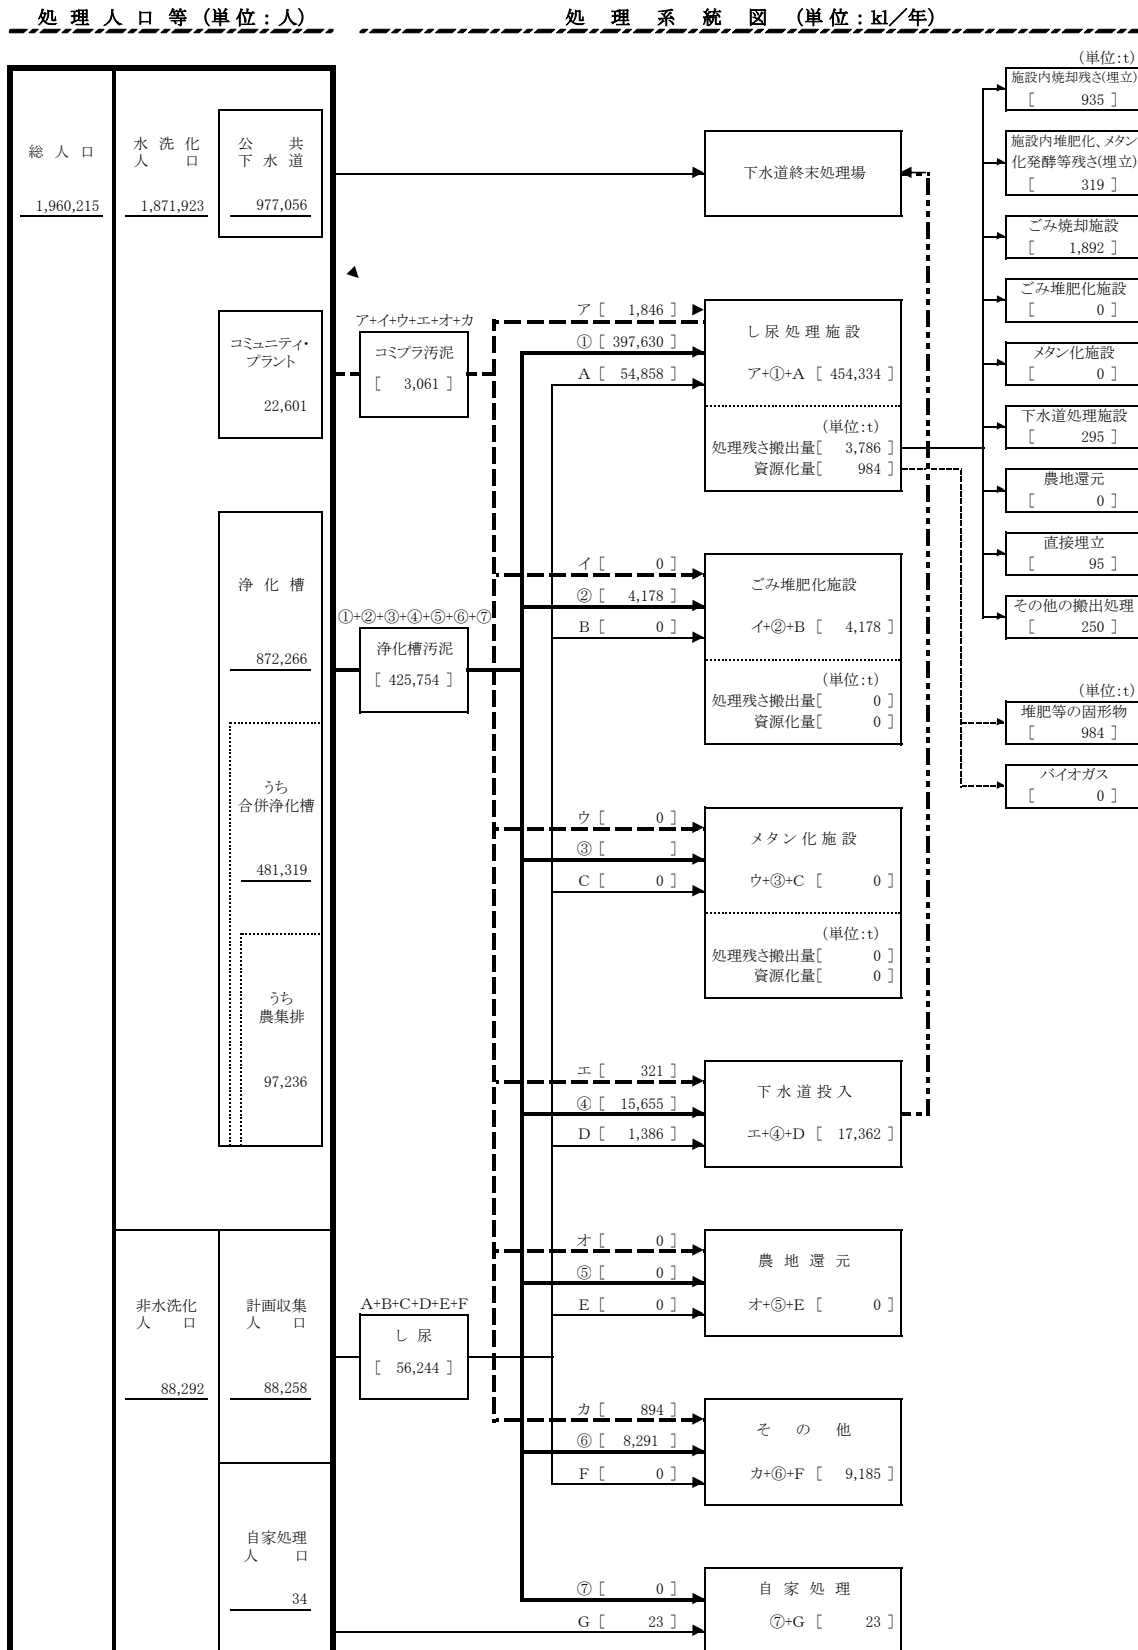 処 理 人 口 等 (単 位 : 人)
処 理 系 統 図 (単 位 : kl／年)
総 人 口
1,960,215
水 洗 化
人 口
1,871,923
公 共
下 水 道
977,056
コミュニティ・
プラント
22,601
浄 化 槽
872,266
うち
合併浄化槽
481,319
うち
農集排
97,236
非水洗化
人 口
88,292
計画収集
人 口
88,258
自家処理
人 口
34
ア+イ+ウ+エ+オ+カ
コミプラ汚泥
[ 3,061 ]
①+②+③+④+⑤+⑥+⑦
浄化槽汚泥
[ 425,754 ]
A+B+C+D+E+F
し 尿
[ 56,244 ]
下水道終末処理場
ア [ 1,846 ]
① [ 397,630 ]
A [ 54,858 ]
し 尿 処 理 施 設
ア+①+A [ 454,334 ]
(単位:t)
処理残さ搬出量[ 3,786 ]
資源化量[ 984 ]
イ [ 0 ]
② [ 4,178 ]
B [ 0 ]
ごみ堆肥化施設
イ+②+B [ 4,178 ]
(単位:t)
処理残さ搬出量[ 0 ]
資源化量[ 0 ]
ウ [ 0 ]
③ [ ]
C [ 0 ]
メタン 化 施 設
ウ+③+C [ 0 ]
(単位:t)
処理残さ搬出量[ 0 ]
資源化量[ 0 ]
エ [ 321 ]
④ [ 15,655 ]
D [ 1,386 ]
下 水 道 投 入
エ+④+D [ 17,362 ]
オ [ 0 ]
⑤ [ 0 ]
E [ 0 ]
農 地 還 元
オ+⑤+E [ 0 ]
カ [ 894 ]
⑥ [ 8,291 ]
F [ 0 ]
そ の 他
カ+⑥+F [ 9,185 ]
⑦ [ 0 ]
G [ 23 ]
自 家 処 理
⑦+G [ 23 ]
(単位:t)
施設内焼却残さ(埋立)
[ 935 ]
施設内堆肥化、メタン
化発酵等残さ(埋立)
[ 319 ]
ごみ焼却施設
[ 1,892 ]
ごみ堆肥化施設
[ 0 ]
メタン化施設
[ 0 ]
下水道処理施設
[ 295 ]
農地還元
[ 0 ]
直接埋立
[ 95 ]
その他の搬出処理
[ 250 ]
(単位:t)
堆肥等の固形物
[ 984 ]
バイオガス
[ 0 ]